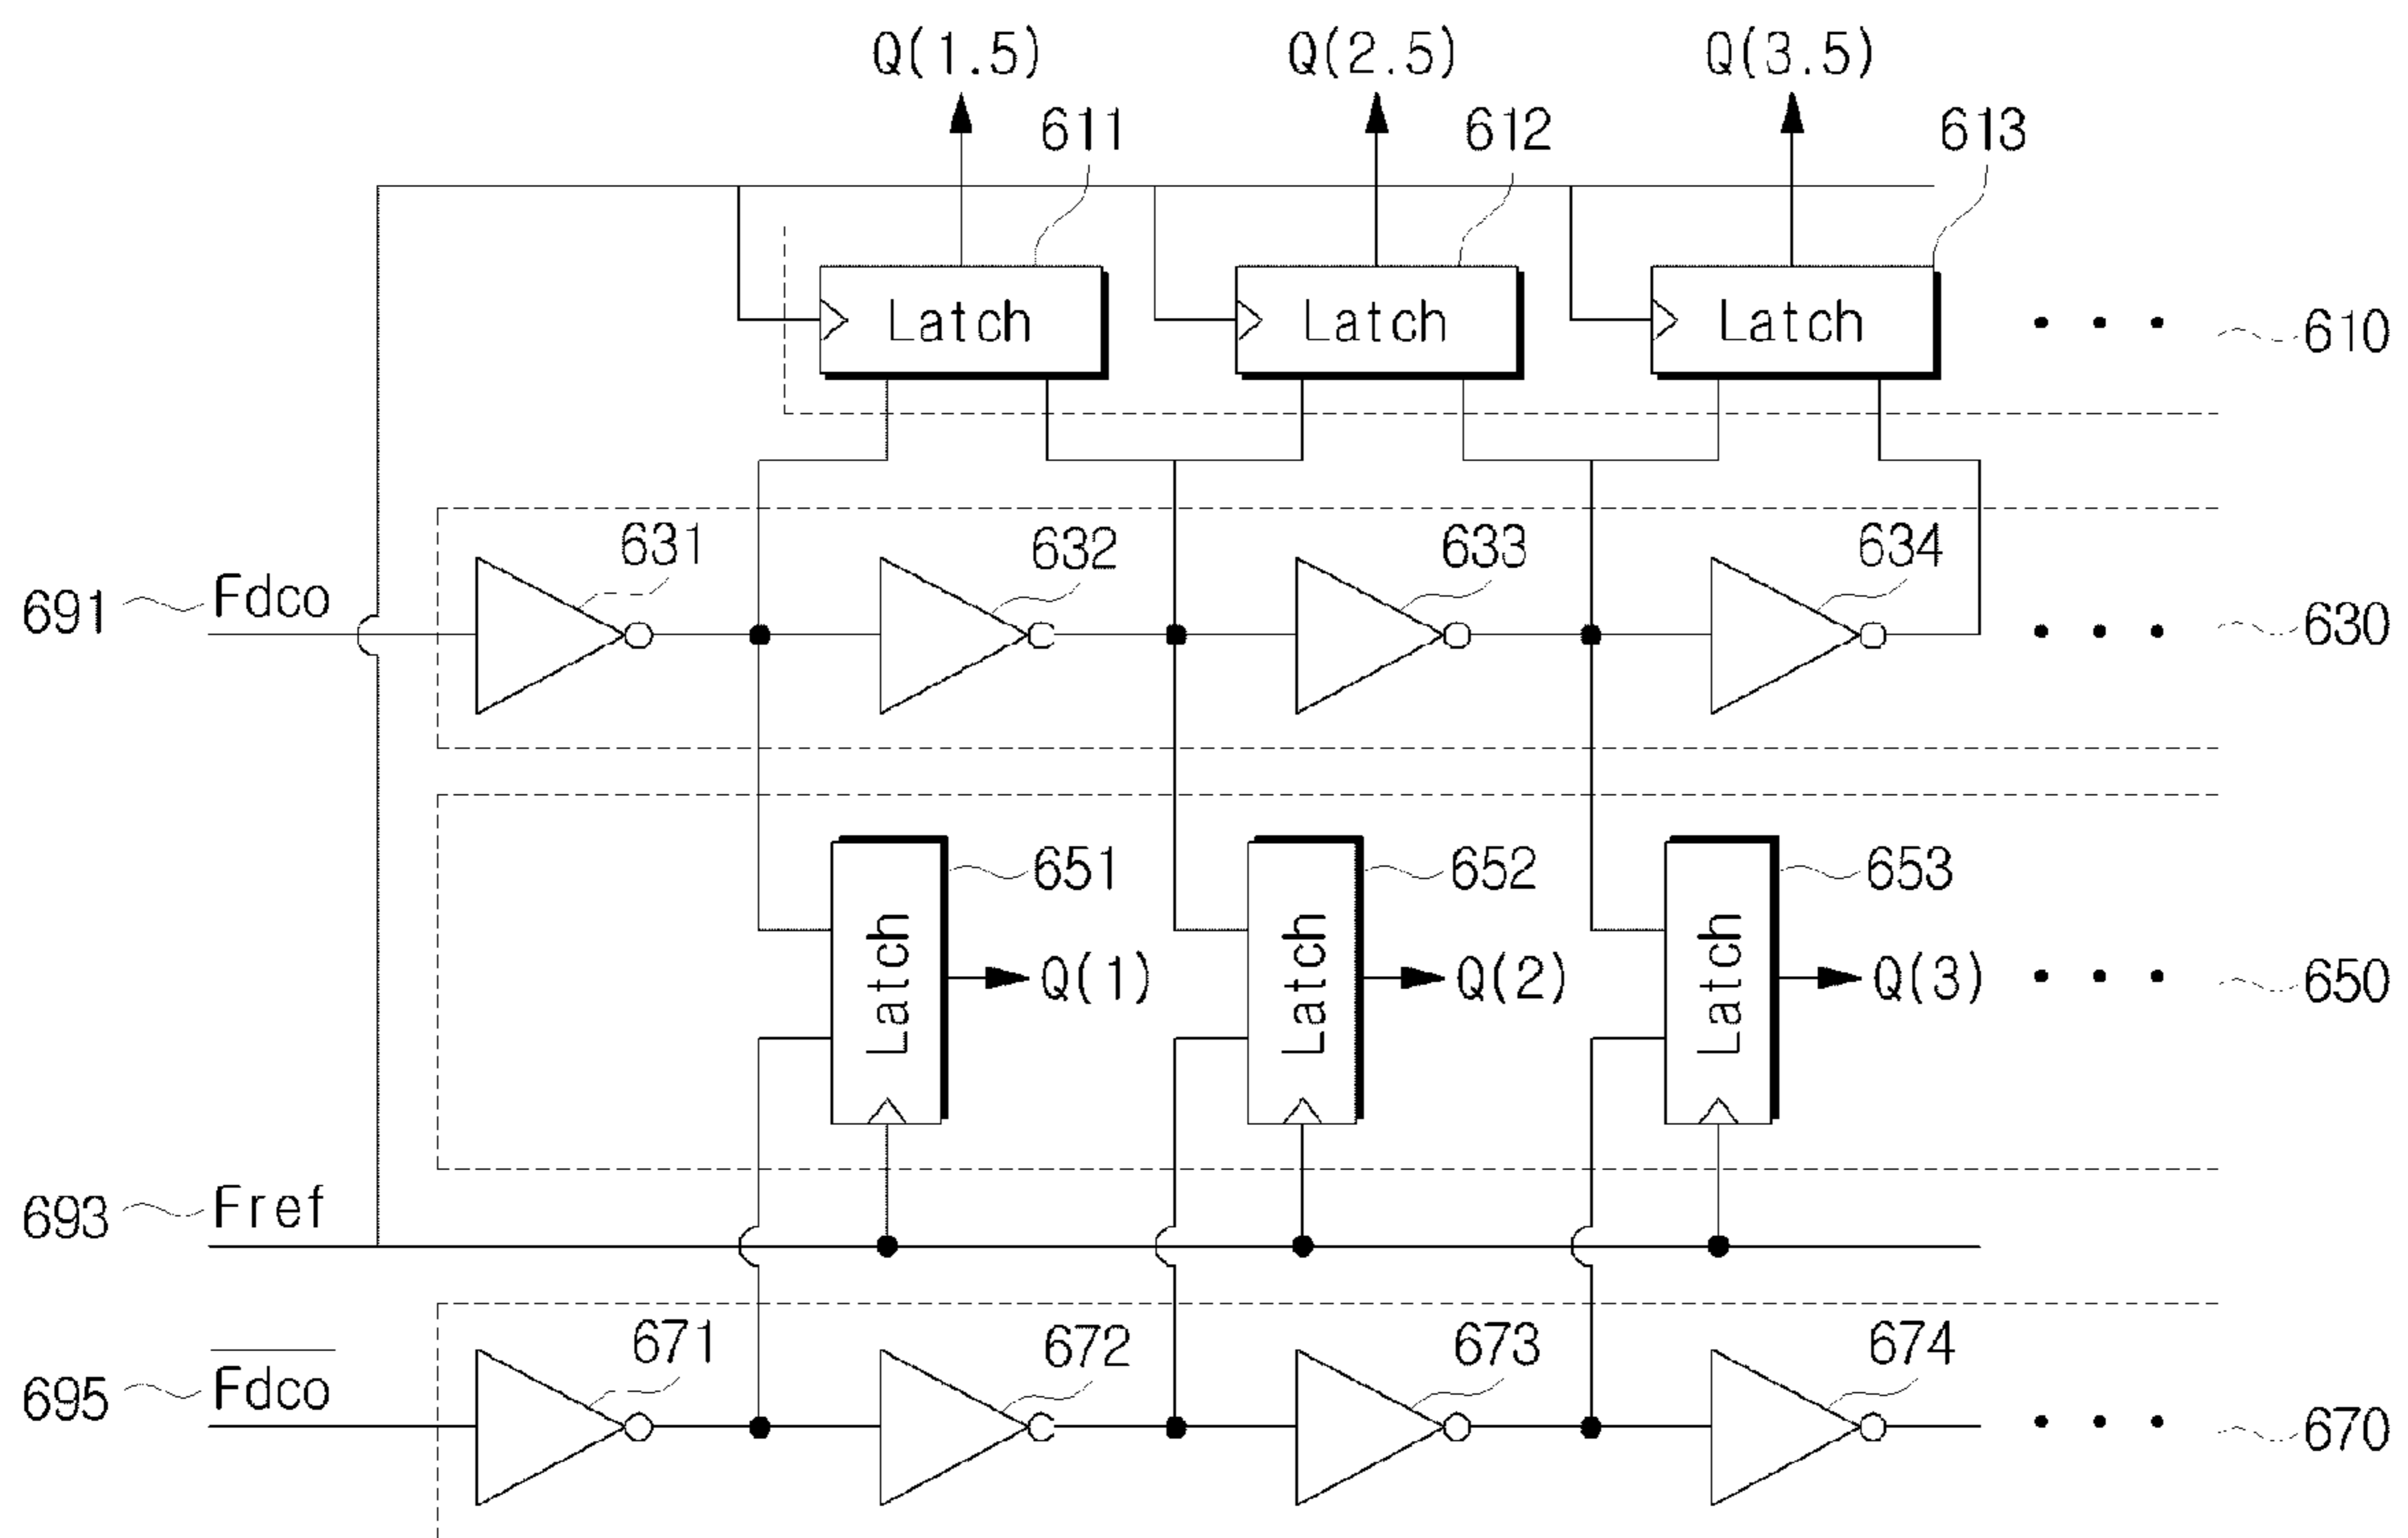 Q(1.5) Q(2.5) Q(3.5)
611 612 613
Latch Latch Latch 610
631 632 633 634
691 Fdco 630
651 652 653
Latch Latch Latch
Q(1) Q(2) Q(3) 650
693 Fref
671 672 673 674
695 F̅d̅c̅o̅ 670